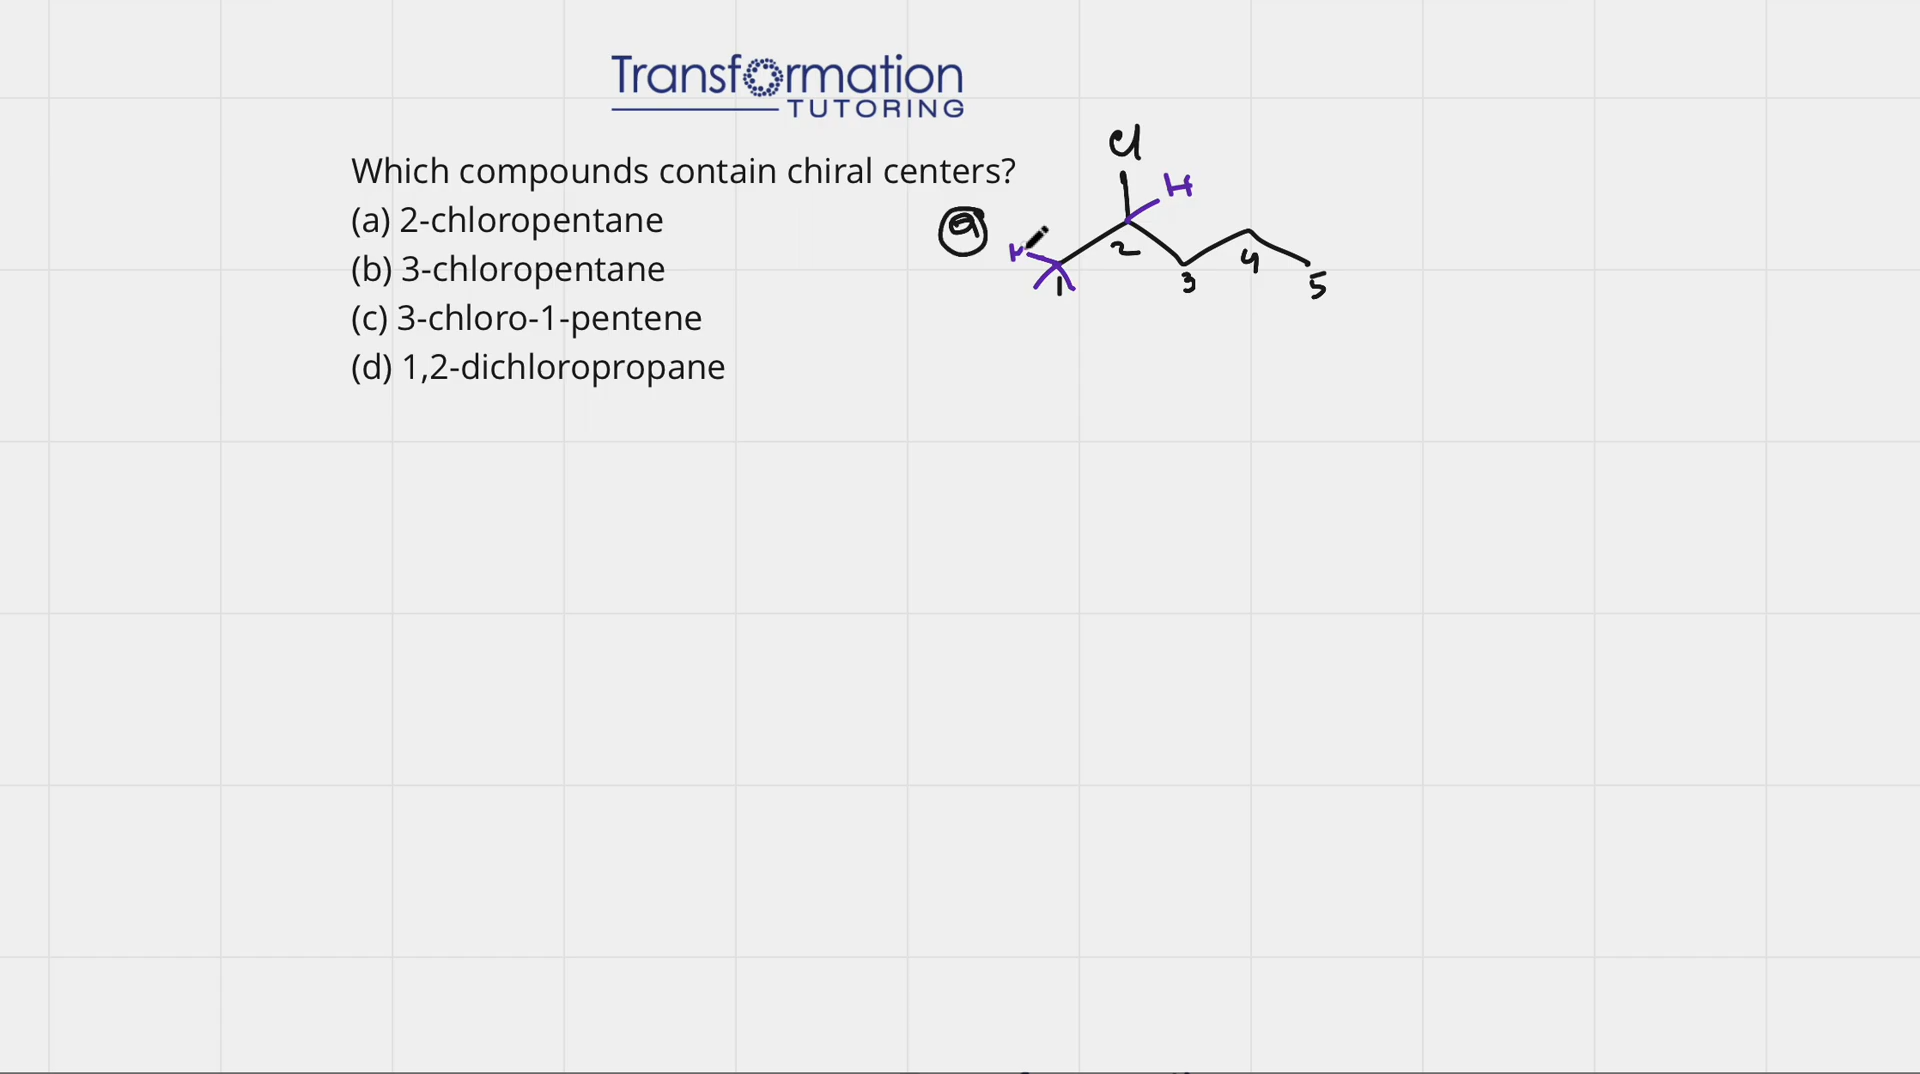 Transformation
TUTORING
Which compounds contain chiral centers?
(a) 2-chloropentane
(b) 3-chloropentane
(c) 3-chloro-1-pentene
(d) 1,2-dichloropropane
Cl
H
a
H
1
2
3
4
5